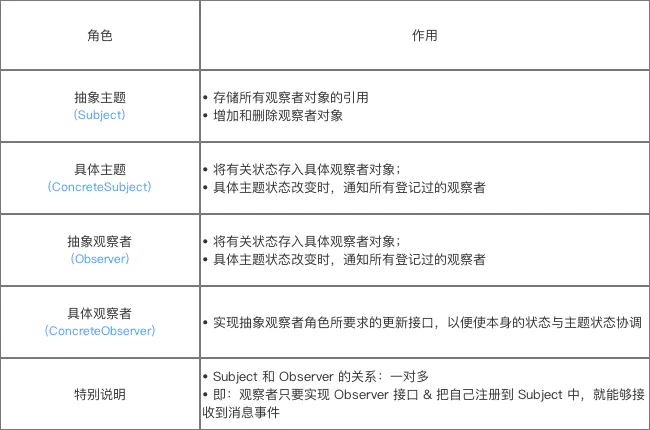 角色
作用
抽象主题
（Subject）
• 存储所有观察者对象的引用
• 增加和删除观察者对象
具体主题
（ConcreteSubject）
• 将有关状态存入具体观察者对象；
• 具体主题状态改变时，通知所有登记过的观察者
抽象观察者
（Observer）
• 将有关状态存入具体观察者对象；
• 具体主题状态改变时，通知所有登记过的观察者
具体观察者
（ConcreteObserver）
• 实现抽象观察者角色所要求的更新接口，以便使本身的状态与主题状态协调
特别说明
• Subject 和 Observer 的关系：一对多
• 即：观察者只要实现 Observer 接口 & 把自己注册到 Subject 中，就能够接
收到消息事件